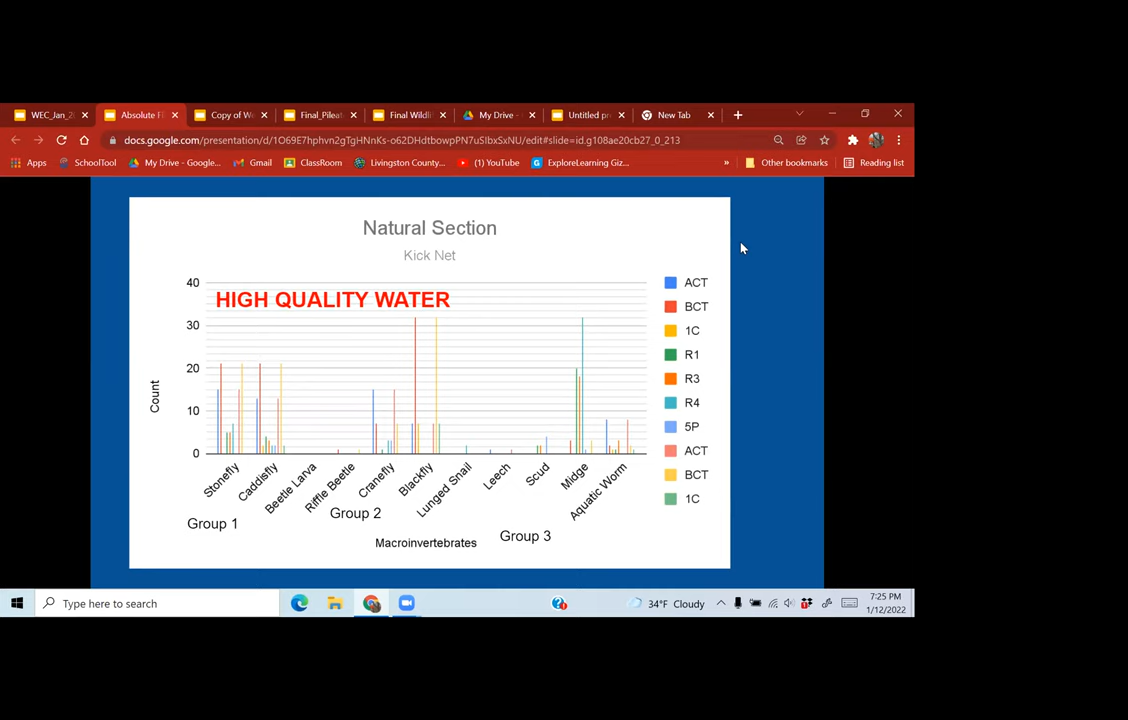 WEC_Jan_2
Absolute F
Copy of We
Final_Pileat
Final Wildli
My Drive -
Untitled pr
New Tab
docs.google.com/presentation/d/1O69E7hphvn2gTgHNnKs-o62DHdtbowpPN7uSIbxSxNU/edit#slide=id.g108ae20cb27_0_213
Apps
SchoolTool
My Drive - Google...
Gmail
ClassRoom
Livingston County...
(1) YouTube
ExploreLearning Giz...
»
Other bookmarks
Reading list
Natural Section
Kick Net
HIGH QUALITY WATER
40
30
20
10
0
Count
Stonefly
Caddisfly
Beetle Larva
Riffle Beetle
Cranefly
Blackfly
Lunged Snail
Leech
Scud
Midge
Aquatic Worm
Group 1
Group 2
Group 3
Macroinvertebrates
ACT
BCT
1C
R1
R3
R4
5P
ACT
BCT
1C
Type here to search
34°F Cloudy
7:25 PM
1/12/2022